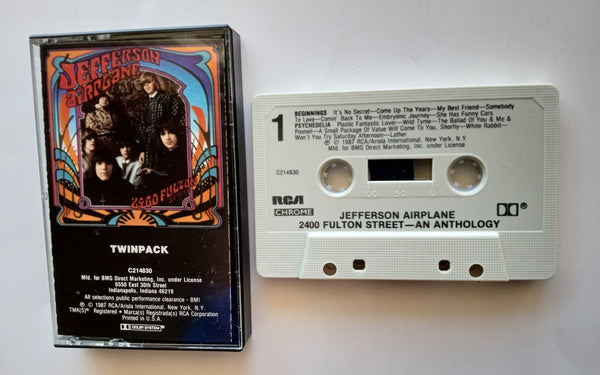 JEFFERSON
AIRPLANE
2400 FULTON
TWINPACK
C214830
Mfd. for BMG Direct Marketing, Inc. under License
6550 East 30th Street
Indianapolis, Indiana 46219
All selections public performance clearance - BMI
℗ © 1987 RCA/Ariola International, New York, N.Y.
TMK(S)® Registered • Marca(s) Registrada(s) RCA Corporation
Printed in U.S.A.
DOLBY SYSTEM®
1
BEGINNINGS It's No Secret—Come Up The Years—My Best Friend—Somebody
To Love—Comin' Back To Me—Embryonic Journey—She Has Funny Cars
PSYCHEDELIA Plastic Fantastic Lover—Wild Tyme—The Ballad Of You & Me &
Pooneil—A Small Package Of Value Will Come To You, Shortly—White Rabbit—
Won't You Try Saturday Afternoon—Lather
℗ © 1987 RCA/Ariola International, New York, N.Y.
Mfd. for BMG Direct Marketing, Inc. under License
C214830
100 50 0
RCA
CHROME
JEFFERSON AIRPLANE
2400 FULTON STREET—AN ANTHOLOGY